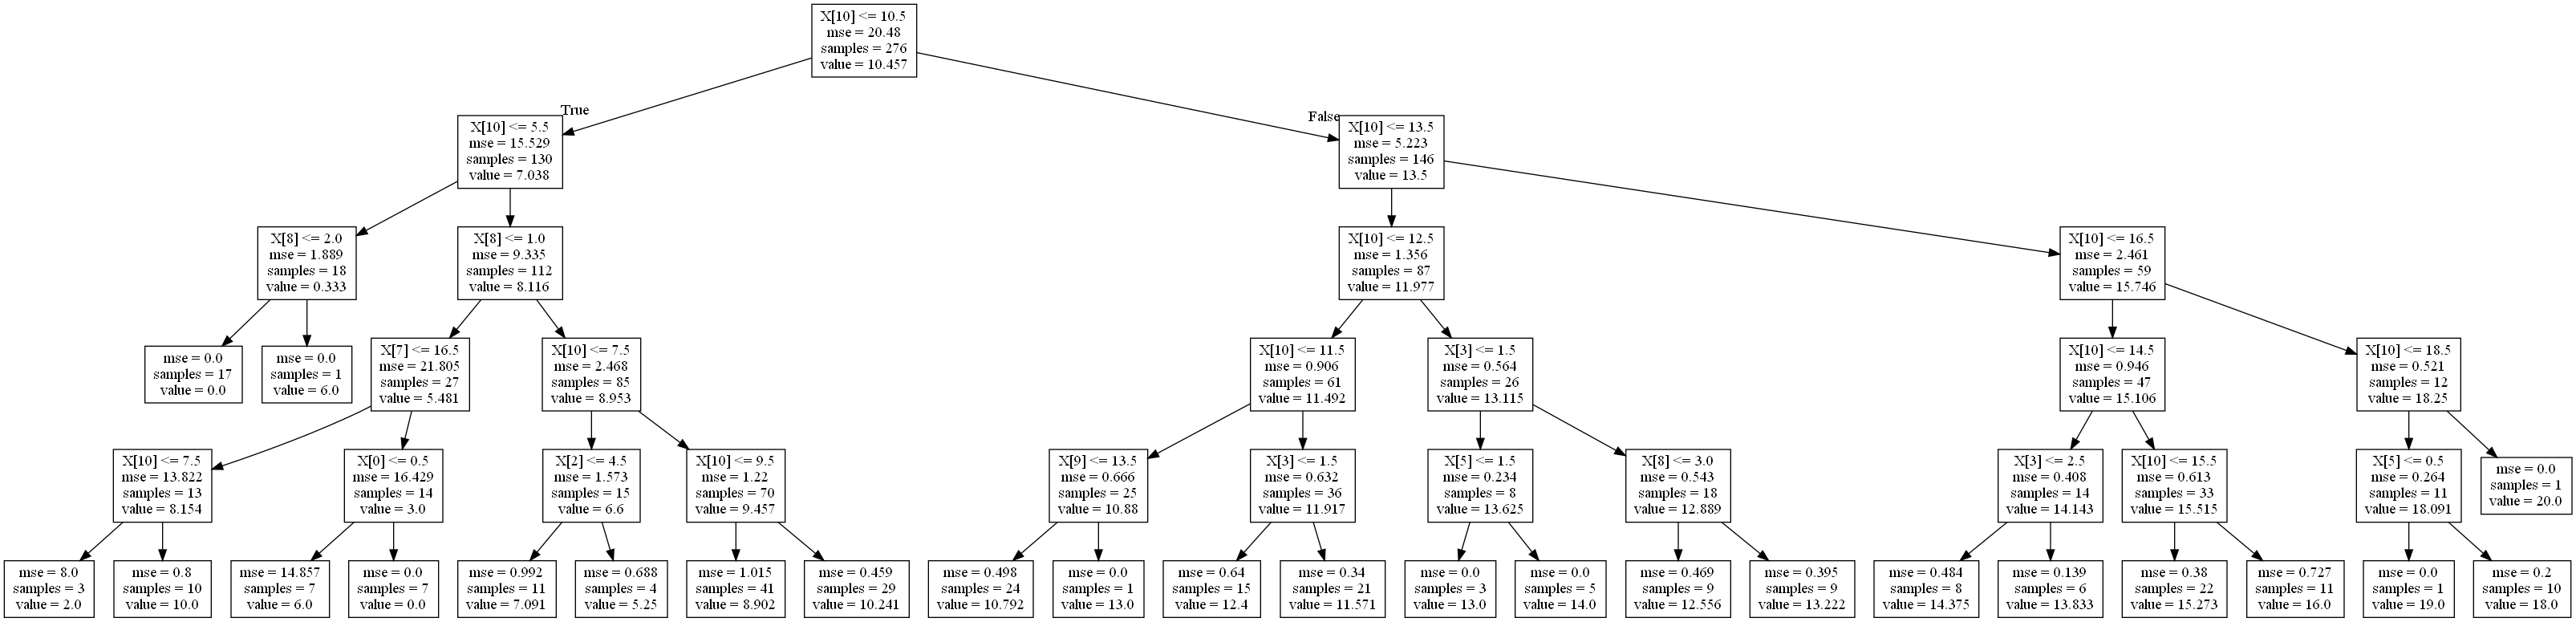 X[10] <= 10.5
mse = 20.48
samples = 276
value = 10.457
True
False
X[10] <= 5.5
mse = 15.529
samples = 130
value = 7.038
X[10] <= 13.5
mse = 5.223
samples = 146
value = 13.5
X[8] <= 2.0
mse = 1.889
samples = 18
value = 0.333
X[8] <= 1.0
mse = 9.335
samples = 112
value = 8.116
X[10] <= 12.5
mse = 1.356
samples = 87
value = 11.977
X[10] <= 16.5
mse = 2.461
samples = 59
value = 15.746
mse = 0.0
samples = 17
value = 0.0
mse = 0.0
samples = 1
value = 6.0
X[7] <= 16.5
mse = 21.805
samples = 27
value = 5.481
X[10] <= 7.5
mse = 2.468
samples = 85
value = 8.953
X[10] <= 11.5
mse = 0.906
samples = 61
value = 11.492
X[3] <= 1.5
mse = 0.564
samples = 26
value = 13.115
X[10] <= 14.5
mse = 0.946
samples = 47
value = 15.106
X[10] <= 18.5
mse = 0.521
samples = 12
value = 18.25
X[10] <= 7.5
mse = 13.822
samples = 13
value = 8.154
X[0] <= 0.5
mse = 16.429
samples = 14
value = 3.0
X[2] <= 4.5
mse = 1.573
samples = 15
value = 6.6
X[10] <= 9.5
mse = 1.22
samples = 70
value = 9.457
X[9] <= 13.5
mse = 0.666
samples = 25
value = 10.88
X[3] <= 1.5
mse = 0.632
samples = 36
value = 11.917
X[5] <= 1.5
mse = 0.234
samples = 8
value = 13.625
X[8] <= 3.0
mse = 0.543
samples = 18
value = 12.889
X[3] <= 2.5
mse = 0.408
samples = 14
value = 14.143
X[10] <= 15.5
mse = 0.613
samples = 33
value = 15.515
X[5] <= 0.5
mse = 0.264
samples = 11
value = 18.091
mse = 0.0
samples = 1
value = 20.0
mse = 8.0
samples = 3
value = 2.0
mse = 0.8
samples = 10
value = 10.0
mse = 14.857
samples = 7
value = 6.0
mse = 0.0
samples = 7
value = 0.0
mse = 0.992
samples = 11
value = 7.091
mse = 0.688
samples = 4
value = 5.25
mse = 1.015
samples = 41
value = 8.902
mse = 0.459
samples = 29
value = 10.241
mse = 0.498
samples = 24
value = 10.792
mse = 0.0
samples = 1
value = 13.0
mse = 0.64
samples = 15
value = 12.4
mse = 0.34
samples = 21
value = 11.571
mse = 0.0
samples = 3
value = 13.0
mse = 0.0
samples = 5
value = 14.0
mse = 0.469
samples = 9
value = 12.556
mse = 0.395
samples = 9
value = 13.222
mse = 0.484
samples = 8
value = 14.375
mse = 0.139
samples = 6
value = 13.833
mse = 0.38
samples = 22
value = 15.273
mse = 0.727
samples = 11
value = 16.0
mse = 0.0
samples = 1
value = 19.0
mse = 0.2
samples = 10
value = 18.0